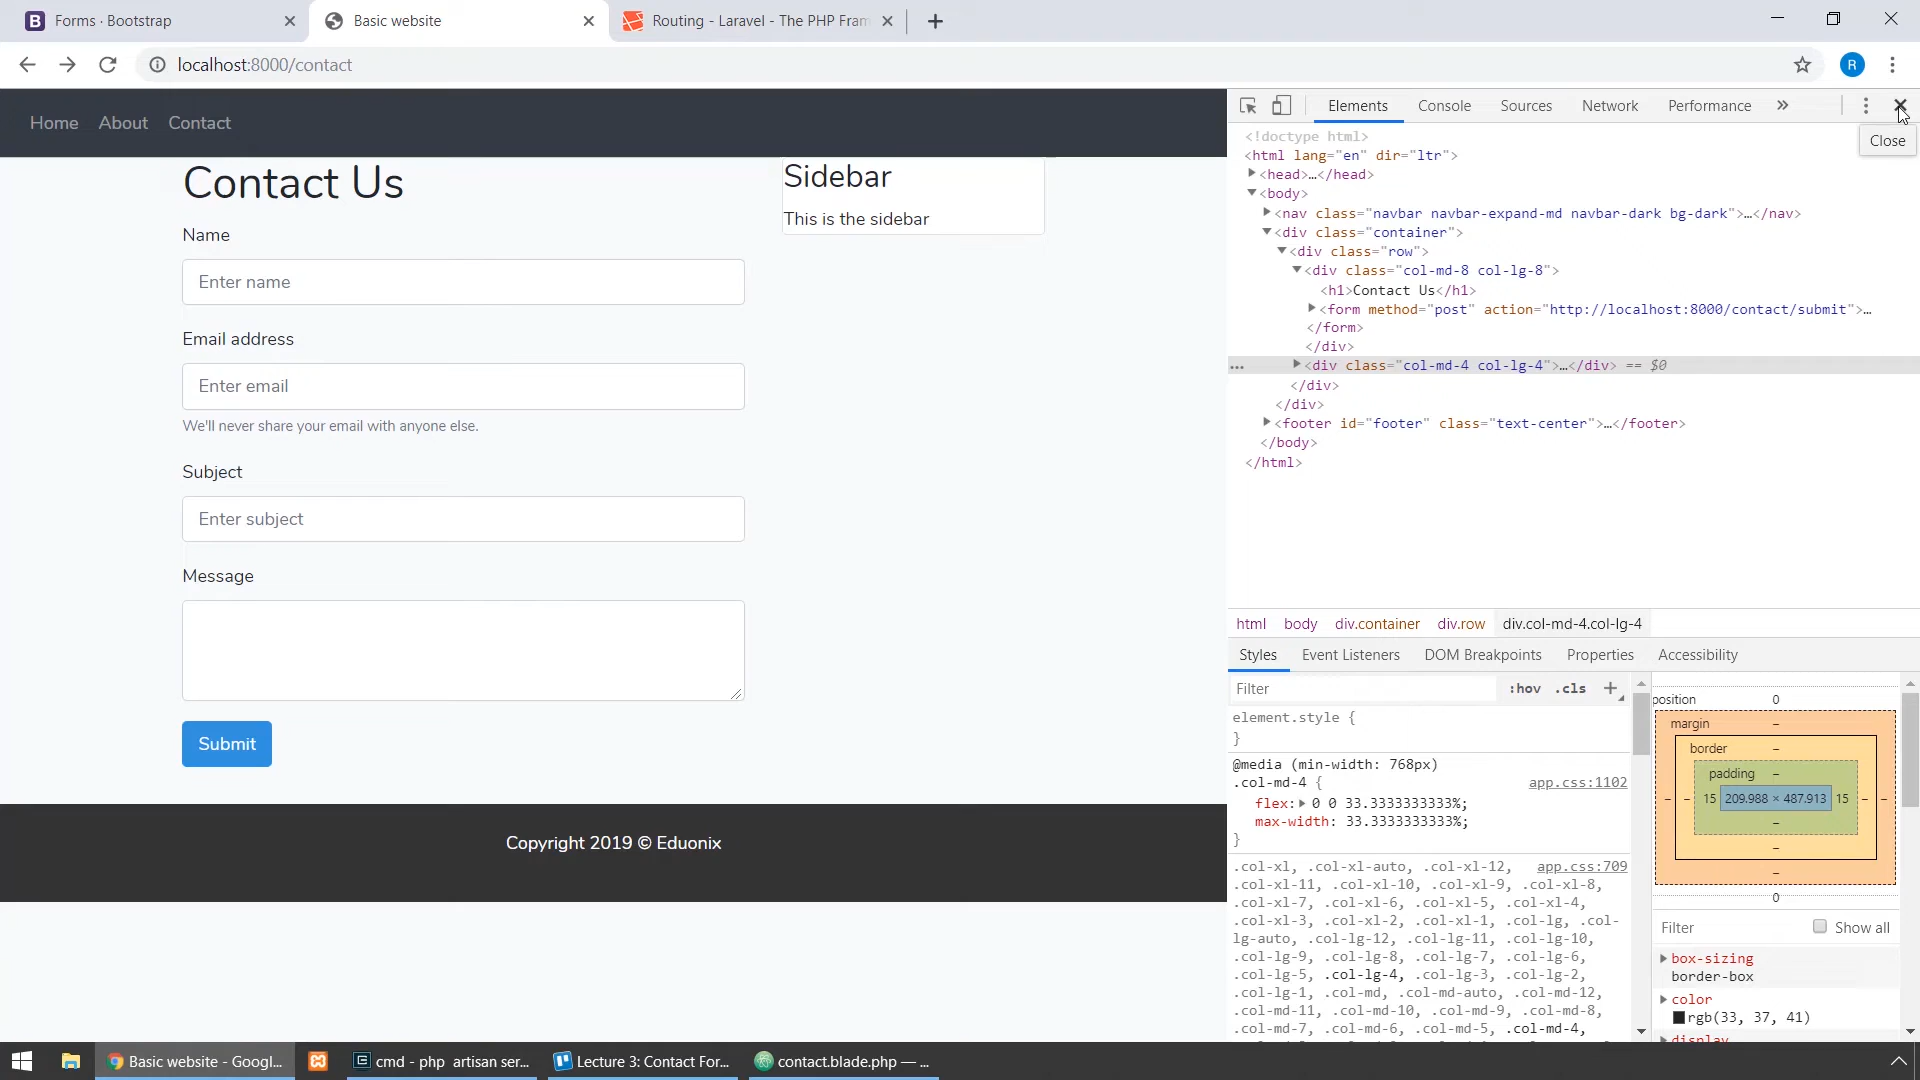 Forms · Bootstrap
Basic website
Routing - Laravel - The PHP Fram
localhost:8000/contact
R
Home About Contact
Contact Us
Name
Enter name
Email address
Enter email
We'll never share your email with anyone else.
Subject
Enter subject
Message
Submit
Sidebar
This is the sidebar
Copyright 2019 © Eduonix
Elements Console Sources Network Performance »
Close
<!doctype html>
<html lang="en" dir="ltr">
<head>…</head>
<body>
<nav class="navbar navbar-expand-md navbar-dark bg-dark">…</nav>
<div class="container">
<div class="row">
<div class="col-md-8 col-lg-8">
<h1>Contact Us</h1>
<form method="post" action="http://localhost:8000/contact/submit">…
</form>
</div>
<div class="col-md-4 col-lg-4">…</div> == $0
</div>
</div>
<footer id="footer" class="text-center">…</footer>
</body>
</html>
html body div.container div.row div.col-md-4.col-lg-4
Styles Event Listeners DOM Breakpoints Properties Accessibility
Filter :hov .cls +
element.style {
}
@media (min-width: 768px)
.col-md-4 { app.css:1102
flex: 0 0 33.3333333333%;
max-width: 33.3333333333%;
}
.col-xl, .col-xl-auto, .col-xl-12, app.css:709
.col-xl-11, .col-xl-10, .col-xl-9, .col-xl-8,
.col-xl-7, .col-xl-6, .col-xl-5, .col-xl-4,
.col-xl-3, .col-xl-2, .col-xl-1, .col-lg, .col-
lg-auto, .col-lg-12, .col-lg-11, .col-lg-10,
.col-lg-9, .col-lg-8, .col-lg-7, .col-lg-6,
.col-lg-5, .col-lg-4, .col-lg-3, .col-lg-2,
.col-lg-1, .col-md, .col-md-auto, .col-md-12,
.col-md-11, .col-md-10, .col-md-9, .col-md-8,
.col-md-7, .col-md-6, .col-md-5, .col-md-4,
position 0
margin –
border –
padding –
– – 15 209.988 × 487.913 15 – –
–
–
–
0
Filter Show all
box-sizing
border-box
color
rgb(33, 37, 41)
display
Basic website - Googl...
cmd - php artisan ser...
Lecture 3: Contact For...
contact.blade.php — ...